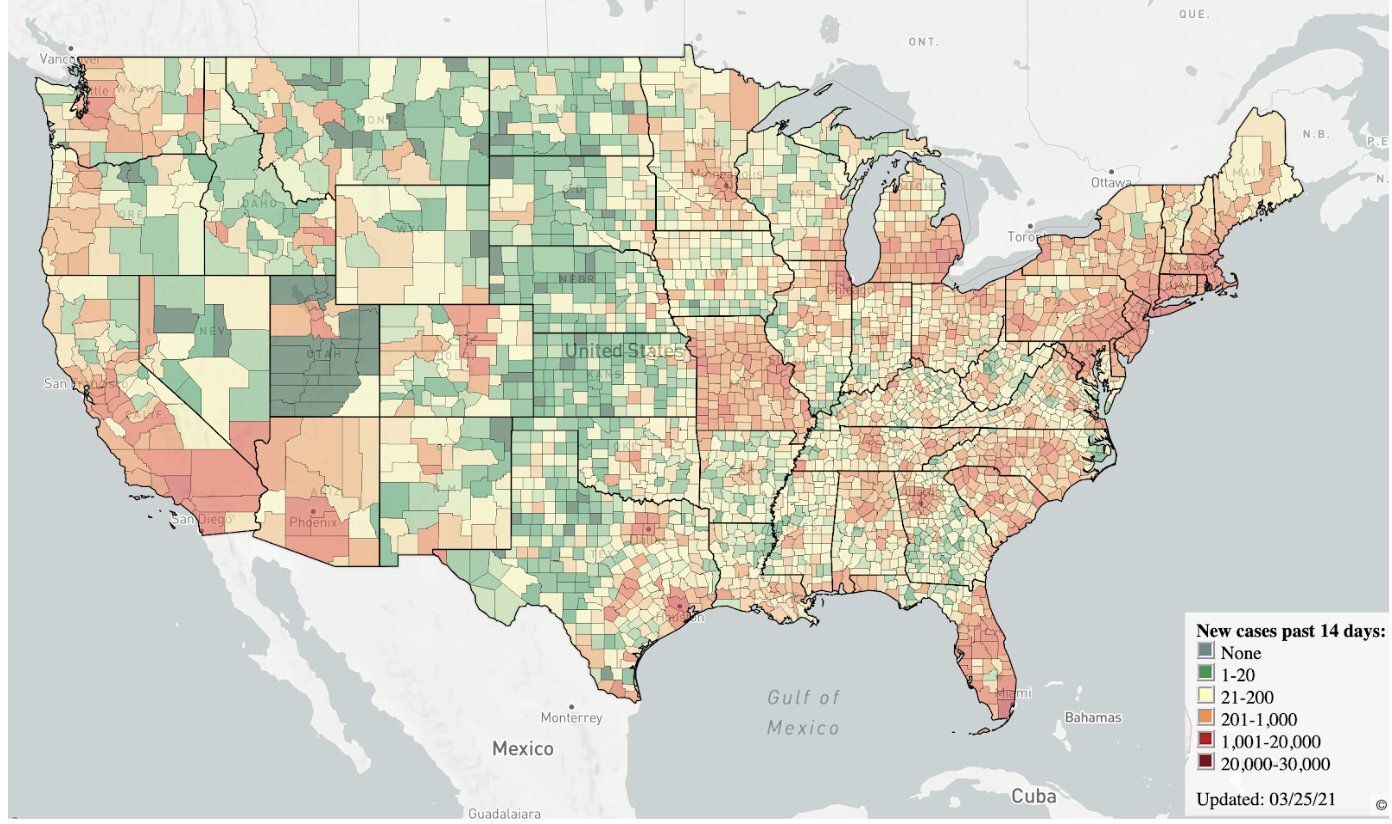 QUE.
ONT.
Vancouver
WASH.
N.D.
MONT.
N.B.
P.E.
MINN.
Minneapolis
Ottawa
MAINE
WIS.
S.D.
IDAHO
ORE.
WYO.
Toronto
IOWA
NEBR.
Chicago
NEV.
United States
UTAH
COLO.
KANS.
San Francisco
CALIF.
OKLA.
ARIZ.
N.M.
Atlanta
San Diego
Phoenix
Dallas
TEXAS
Houston
Gulf of
Mexico
Miami
Monterrey
Bahamas
Mexico
Cuba
Guadalajara
New cases past 14 days:
None
1-20
21-200
201-1,000
1,001-20,000
20,000-30,000
Updated: 03/25/21
©